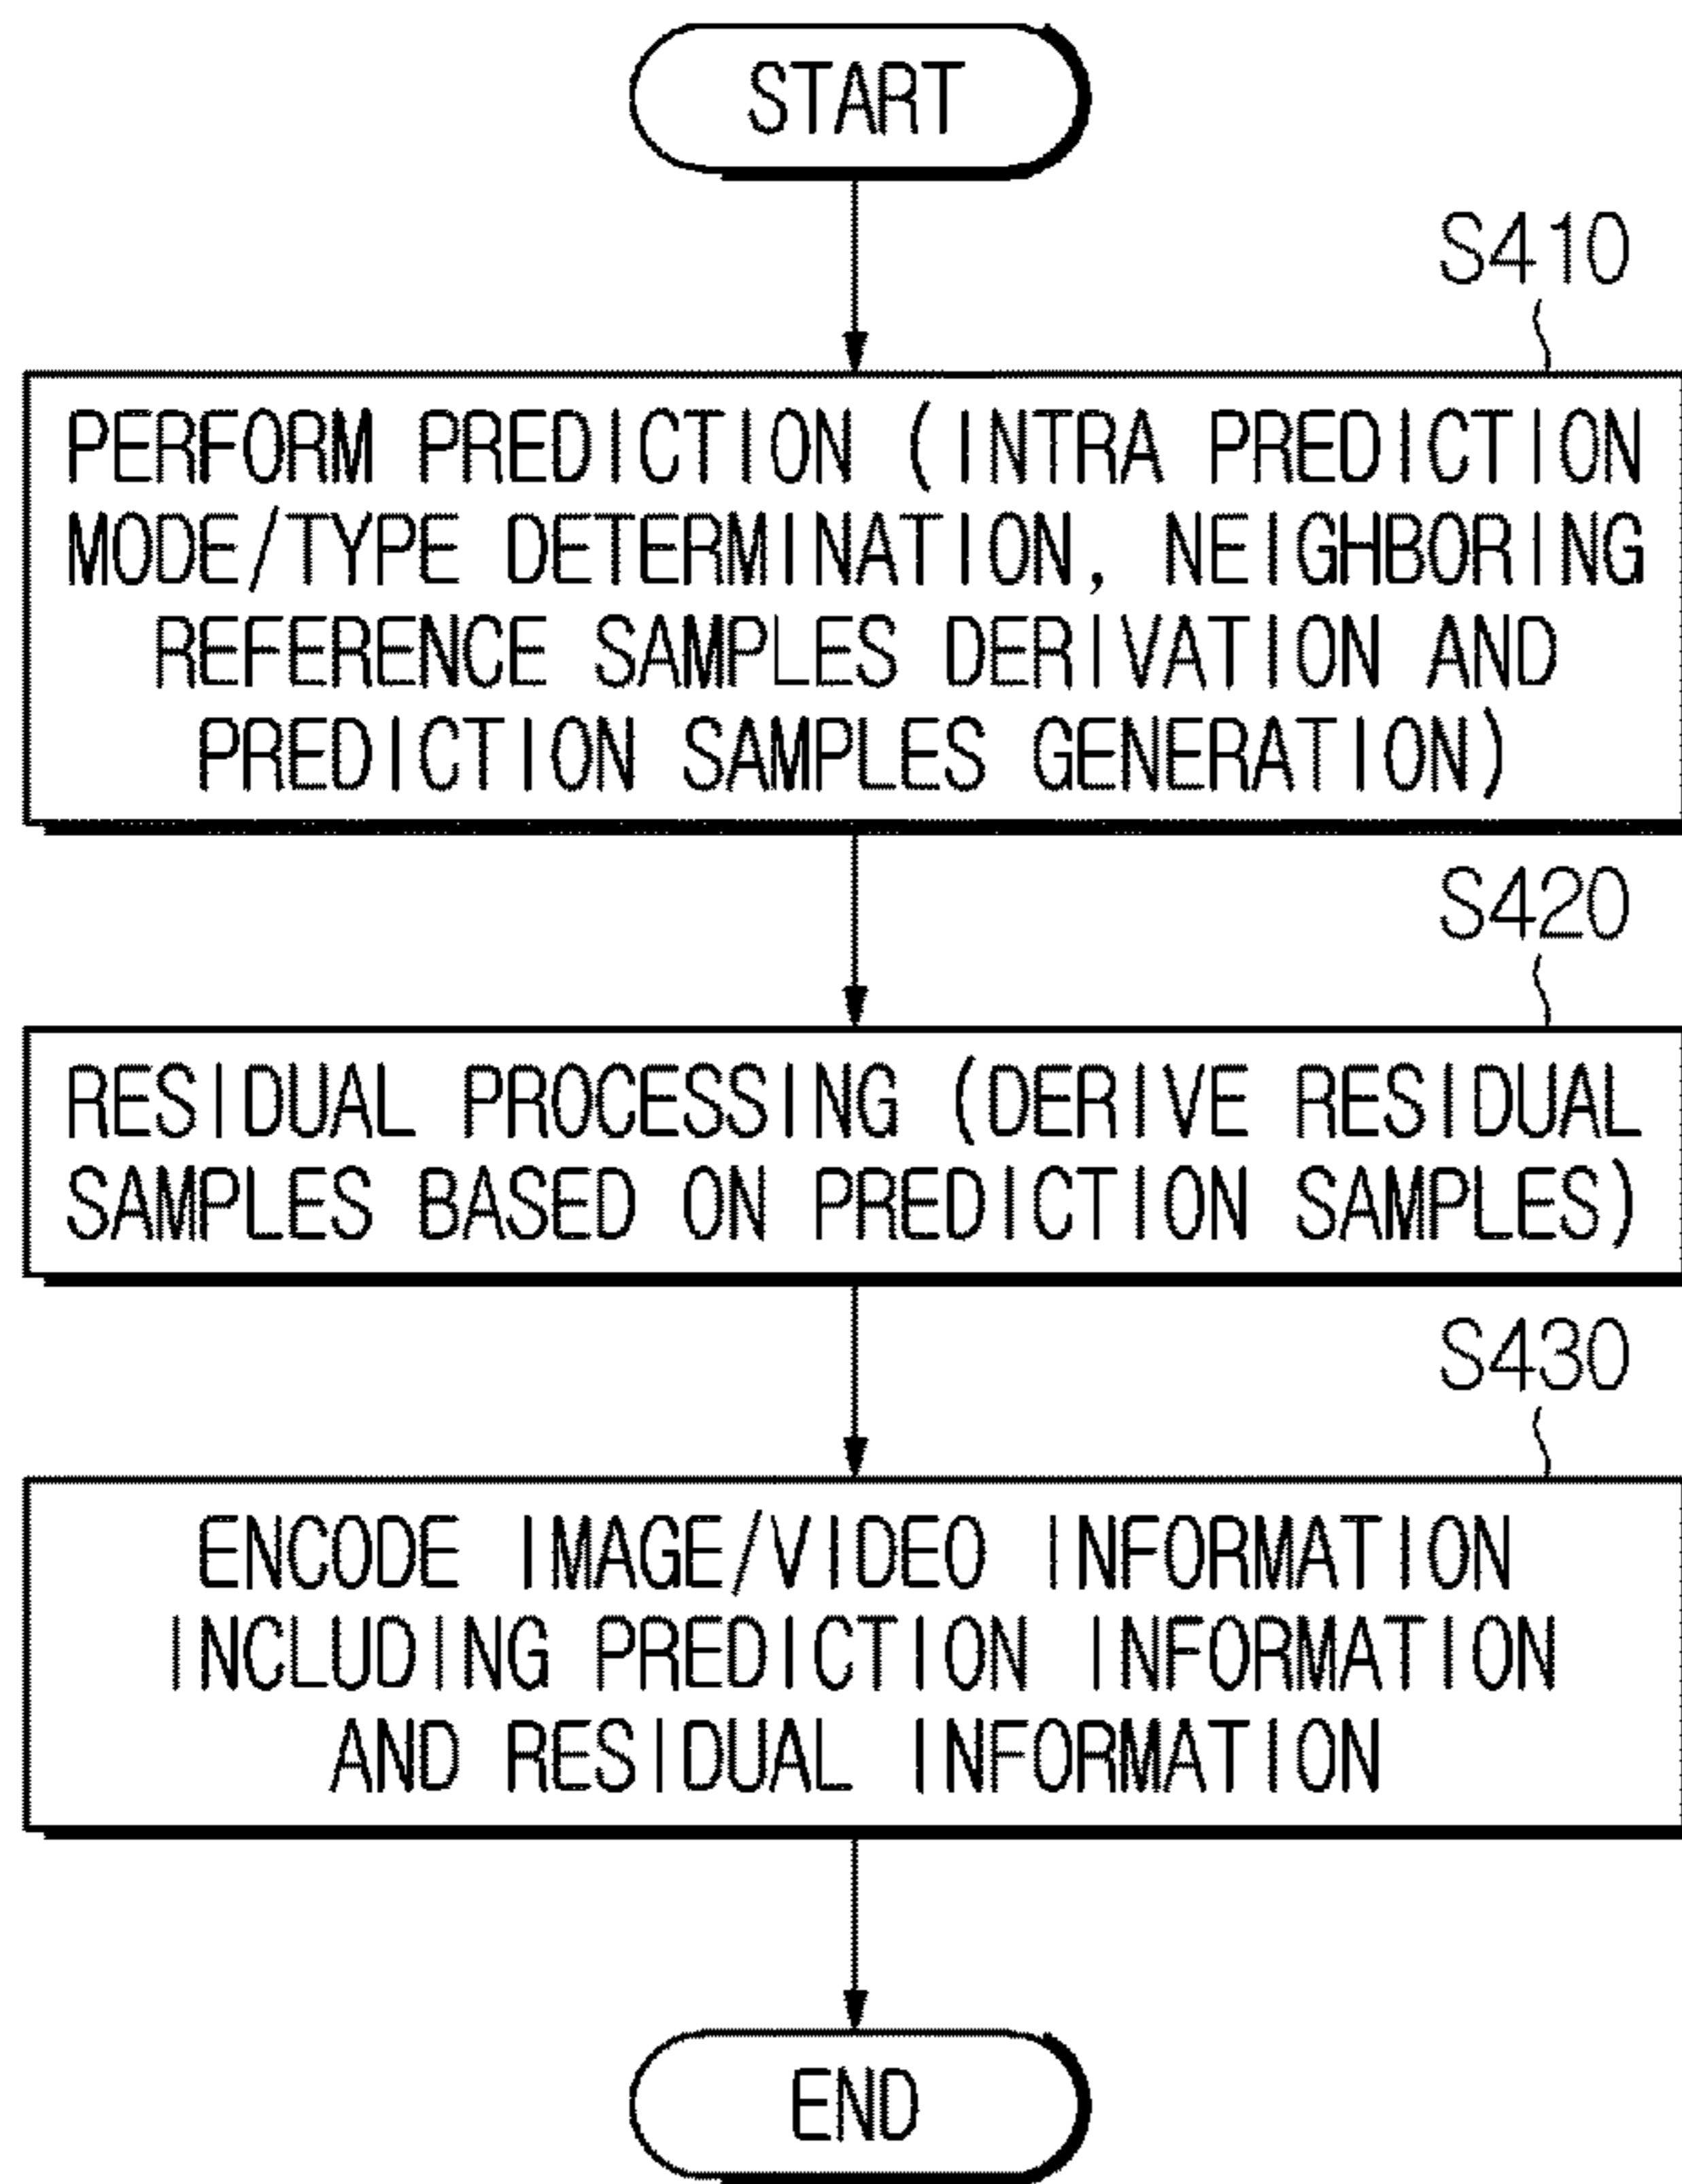 START
S410
PERFORM PREDICTION (INTRA PREDICTION
MODE/TYPE DETERMINATION, NEIGHBORING
REFERENCE SAMPLES DERIVATION AND
PREDICTION SAMPLES GENERATION)
S420
RESIDUAL PROCESSING (DERIVE RESIDUAL
SAMPLES BASED ON PREDICTION SAMPLES)
S430
ENCODE IMAGE/VIDEO INFORMATION
INCLUDING PREDICTION INFORMATION
AND RESIDUAL INFORMATION
END